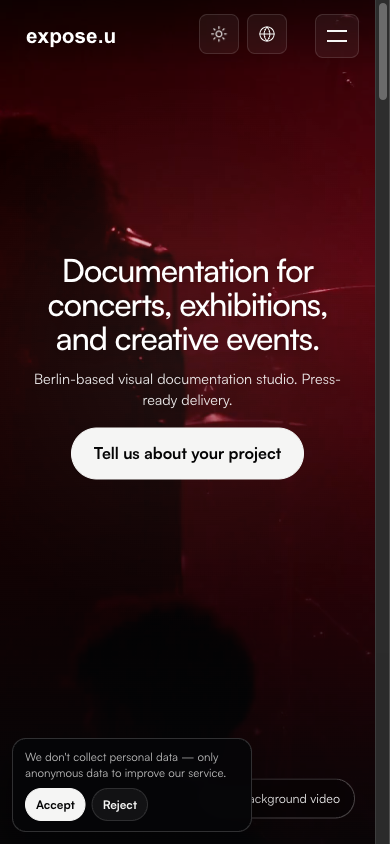 expose.u
Documentation for
concerts, exhibitions,
and creative events.
Berlin-based visual documentation studio. Press-
ready delivery.
Tell us about your project
We don't collect personal data — only
anonymous data to improve our service.
Accept Reject
video